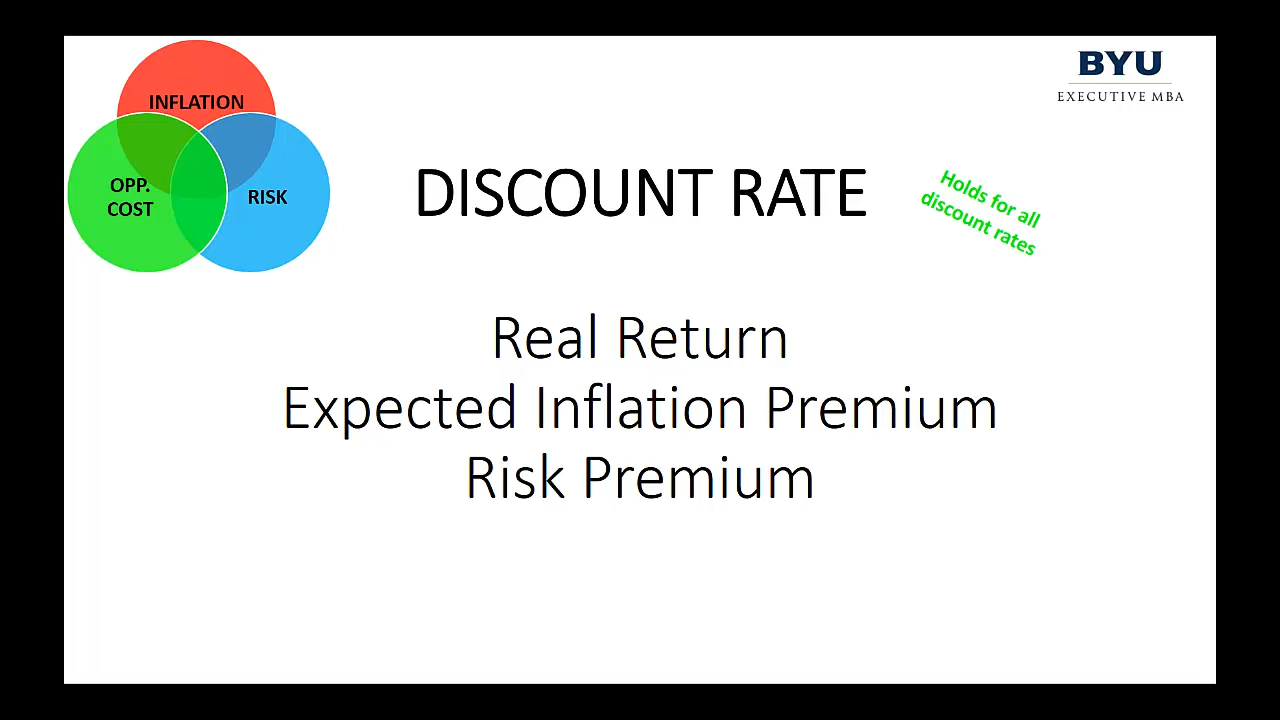 INFLATION
OPP.
COST
RISK
BYU
EXECUTIVE MBA
DISCOUNT RATE
Holds for all
discount rates
Real Return
Expected Inflation Premium
Risk Premium